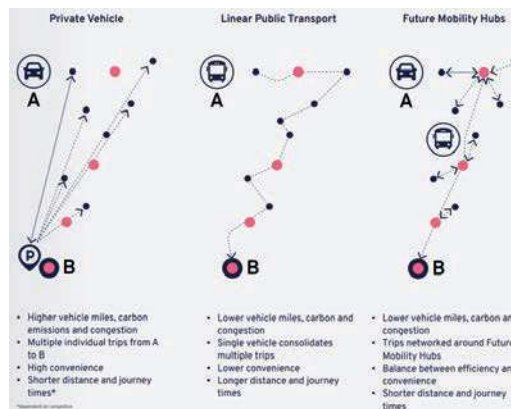 Private Vehicle
A
P
B
• Higher vehicle miles, carbon
emissions and congestion
• Multiple individual trips from A
to B
• High convenience
• Shorter distance and journey
times*
Linear Public Transport
A
B
• Lower vehicle miles, carbon and
congestion
• Single vehicle consolidates
multiple trips
• Lower convenience
• Longer distance and journey
times
Future Mobility Hubs
A
B
• Lower vehicle miles, carbon an
congestion
• Trips networked around Futur
Mobility Hubs
• Balance between efficiency an
convenience
• Shorter distance and journey
times